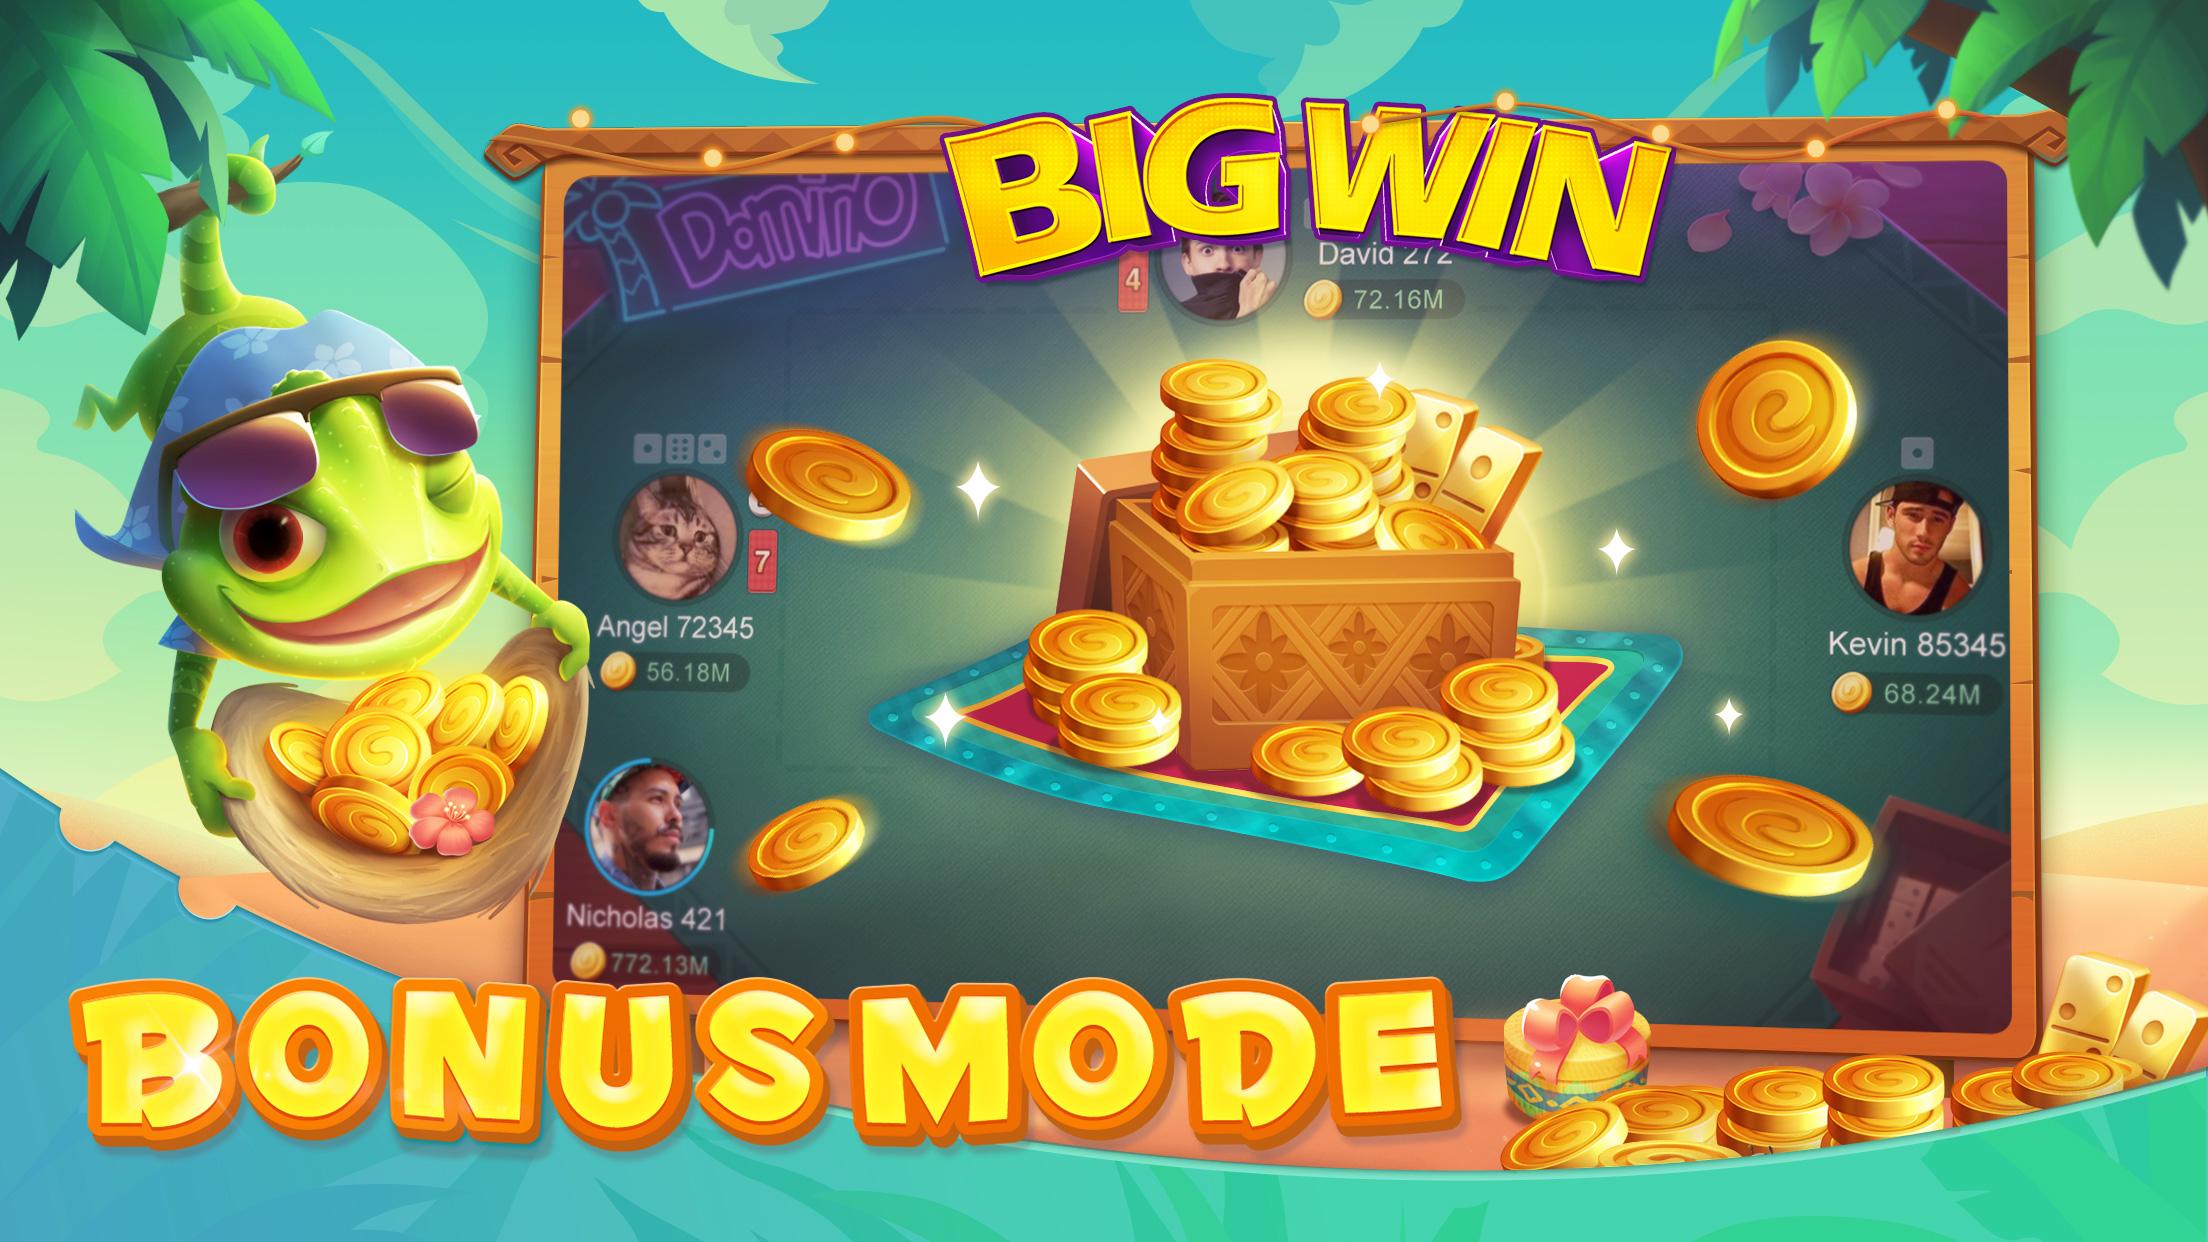 BIG WIN
Domino
David 272
4
72.16M
7
Angel 72345
56.18M
Kevin 85345
68.24M
Nicholas 421
772.13M
BONUS MODE